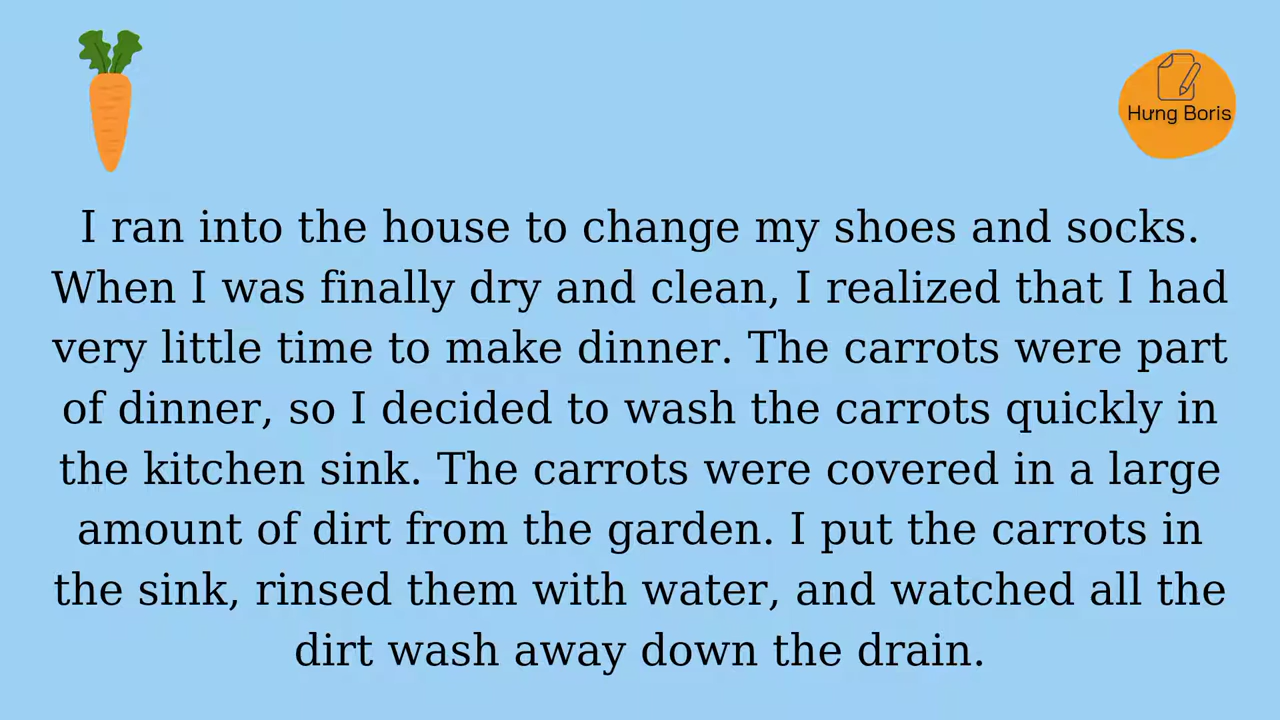 Hưng Boris
I ran into the house to change my shoes and socks.
When I was finally dry and clean, I realized that I had
very little time to make dinner. The carrots were part
of dinner, so I decided to wash the carrots quickly in
the kitchen sink. The carrots were covered in a large
amount of dirt from the garden. I put the carrots in
the sink, rinsed them with water, and watched all the
dirt wash away down the drain.